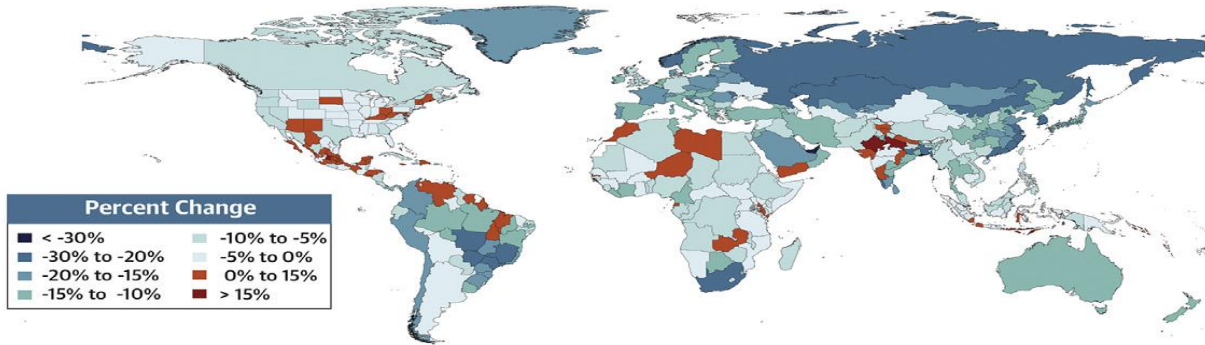 Percent Change
< -30%
-30% to -20%
-20% to -15%
-15% to -10%
-10% to -5%
-5% to 0%
0% to 15%
> 15%